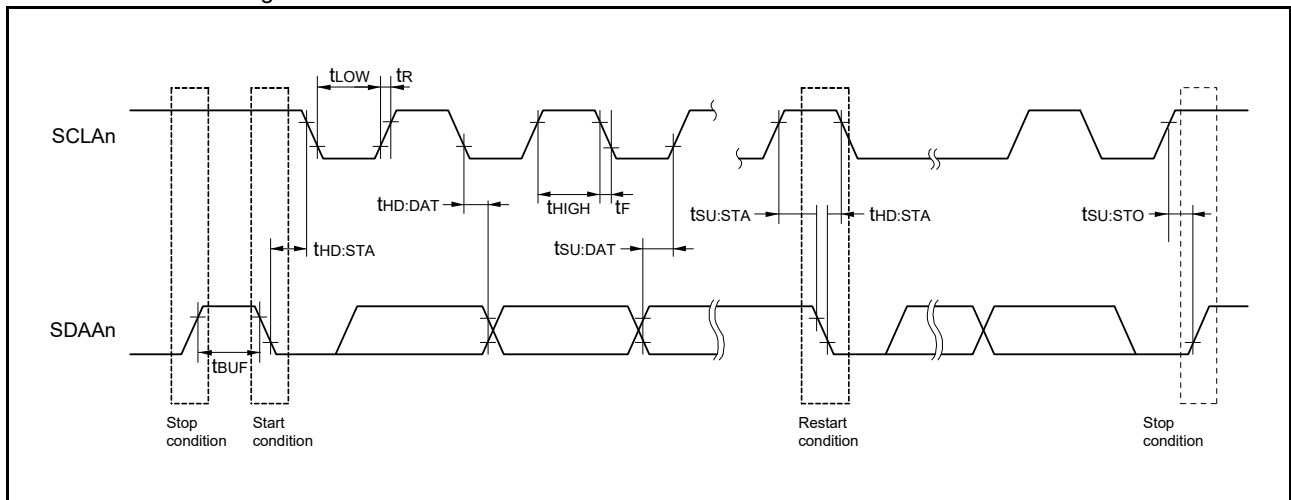 tLOW tR
SCLAn
tHD:DAT tHIGH tF tSU:STA tHD:STA tSU:STO
tHD:STA tSU:DAT
SDAAn
tBUF
Stop condition
Start condition
Restart condition
Stop condition